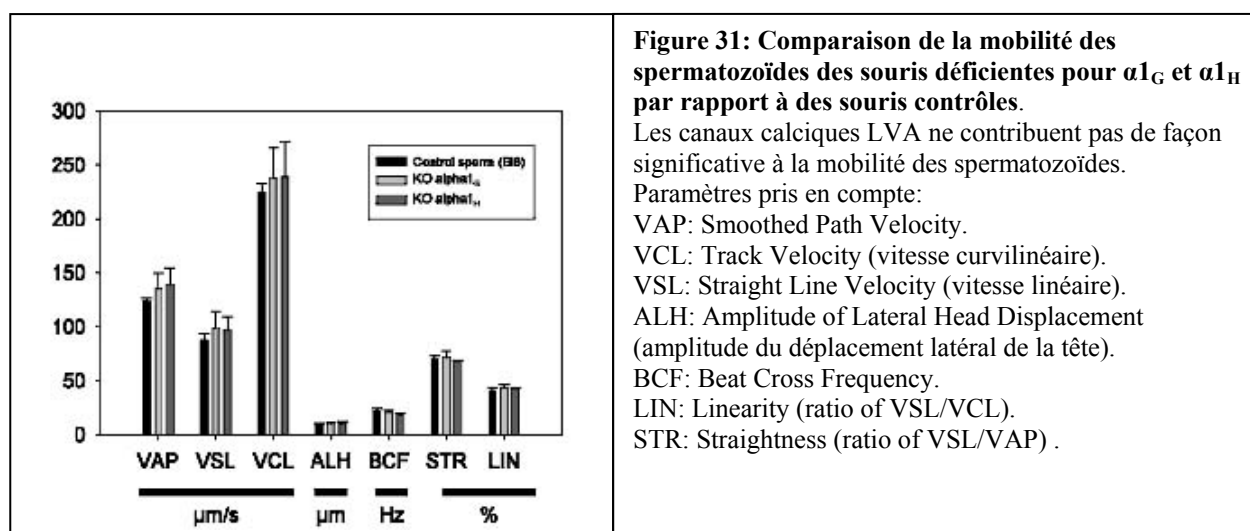 300
250
200
150
100
50
0
Control sperm (Bl6)
KO alpha1G
KO alpha1H
VAP VSL VCL ALH BCF STR LIN
µm/s µm Hz %
Figure 31: Comparaison de la mobilité des
spermatozoïdes des souris déficientes pour α1G et α1H
par rapport à des souris contrôles.
Les canaux calciques LVA ne contribuent pas de façon
significative à la mobilité des spermatozoïdes.
Paramètres pris en compte:
VAP: Smoothed Path Velocity.
VCL: Track Velocity (vitesse curvilinéaire).
VSL: Straight Line Velocity (vitesse linéaire).
ALH: Amplitude of Lateral Head Displacement
(amplitude du déplacement latéral de la tête).
BCF: Beat Cross Frequency.
LIN: Linearity (ratio of VSL/VCL).
STR: Straightness (ratio of VSL/VAP) .